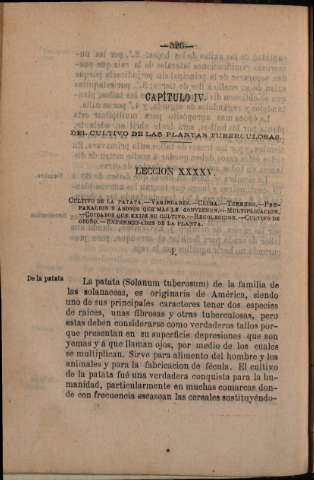 —326—
CAPÍTULO IV.
DEL CULTIVO DE LAS PLANTAS TUBERCULOSAS.
LECCION XXXXV.
CULTIVO DE LA PATATA.—VARIEDADES.—CLIMA.—TERRENO.—PRE-
PARACION Y ABONOS QUE MAS LE CONVIENEN.—MULTIPLICACION.
—CUIDADOS QUE EXIJE SU CULTIVO.—RECOLECCION.—CULTIVO DE
OTOÑO.—ENFERMEDADES DE LA PLANTA.
De la patata
La patata (Solanum tuberosum) de la familia de
las solanaceas, es originaria de América, siendo
uno de sus principales caracteres tener dos especies
de raices, unas fibrosas y otras tuberculosas, pero
estas deben considerarse como verdaderos tallos por-
que presentan en su superficie depresiones que son
yemas y á que llaman ojos, por medio de los cuales
se multiplican. Sirve para alimento del hombre y los
animales y para la fabricacion de fécula. El cultivo
de la patata fué una verdadera conquista para la hu-
manidad, particularmente en muchas comarcas don-
de con frecuencia escasean las cereales sustituyéndo-